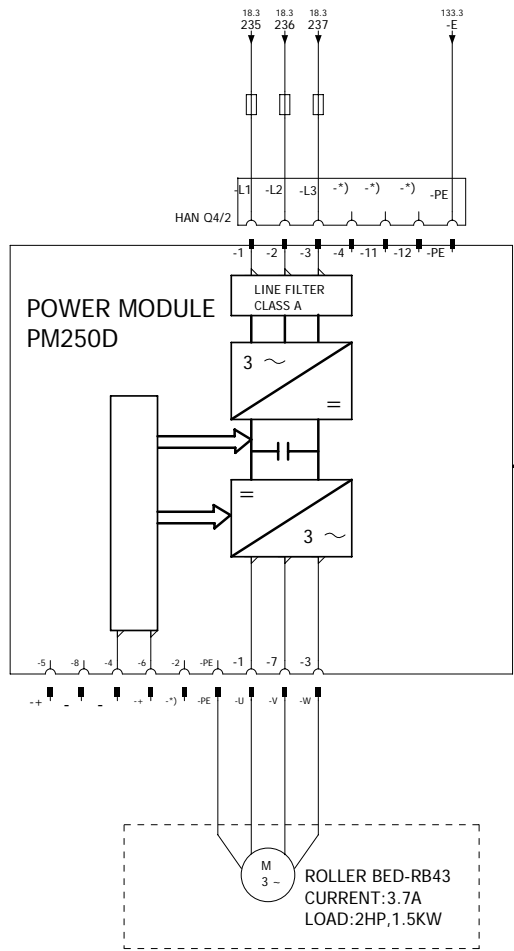 18.3 18.3 18.3 133.3
235 236 237 -E
-L1 -L2 -L3 -*) -*) -*) -PE
HAN Q4/2
-1 -2 -3 -4 -11 -12 -PE
LINE FILTER
CLASS A
POWER MODULE
PM250D
3 ~
=
=
3 ~
-5 -8 -4 -6 -2 -PE -1 -7 -3
-+ - - -+ -*) -PE -U -V -W
M
3 ~
ROLLER BED-RB43
CURRENT:3.7A
LOAD:2HP,1.5KW